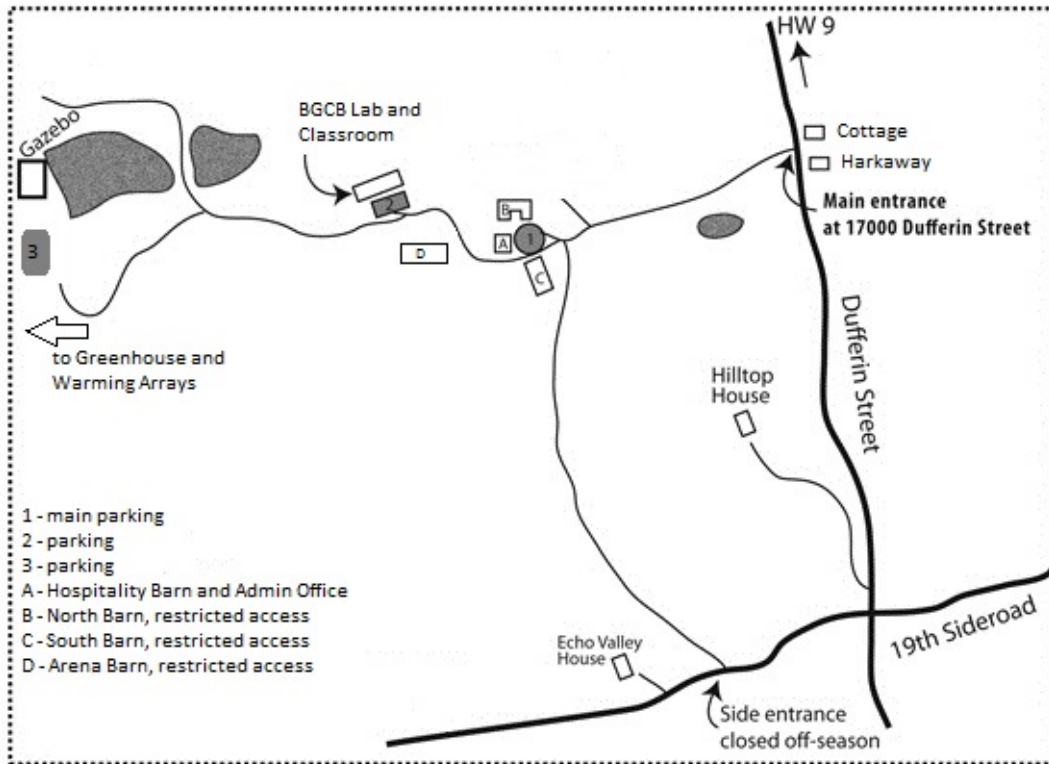 HW 9
Gazebo
BGCB Lab and
Classroom
Cottage
Harkaway
2
B
1
A
Main entrance
at 17000 Dufferin Street
3
D
C
to Greenhouse and
Warming Arrays
Dufferin Street
Hilltop
House
1 - main parking
2 - parking
3 - parking
A - Hospitality Barn and Admin Office
B - North Barn, restricted access
C - South Barn, restricted access
D - Arena Barn, restricted access
19th Sideroad
Echo Valley
House
Side entrance
closed off-season